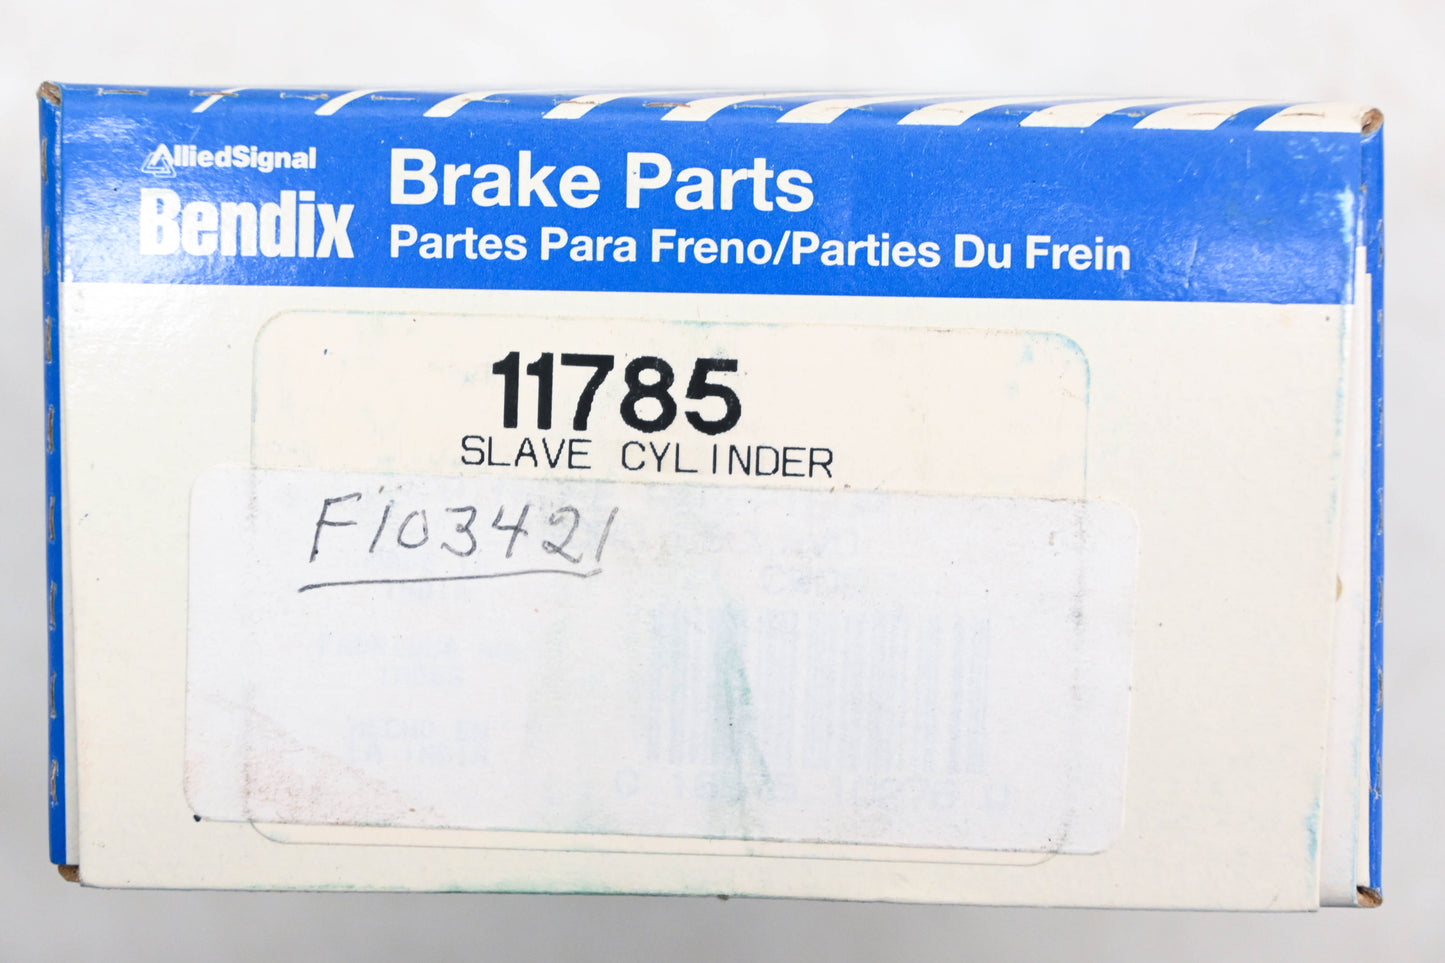 AlliedSignal
Bendix
Brake Parts
Partes Para Freno/Parties Du Frein
11785
SLAVE CYLINDER
F103421